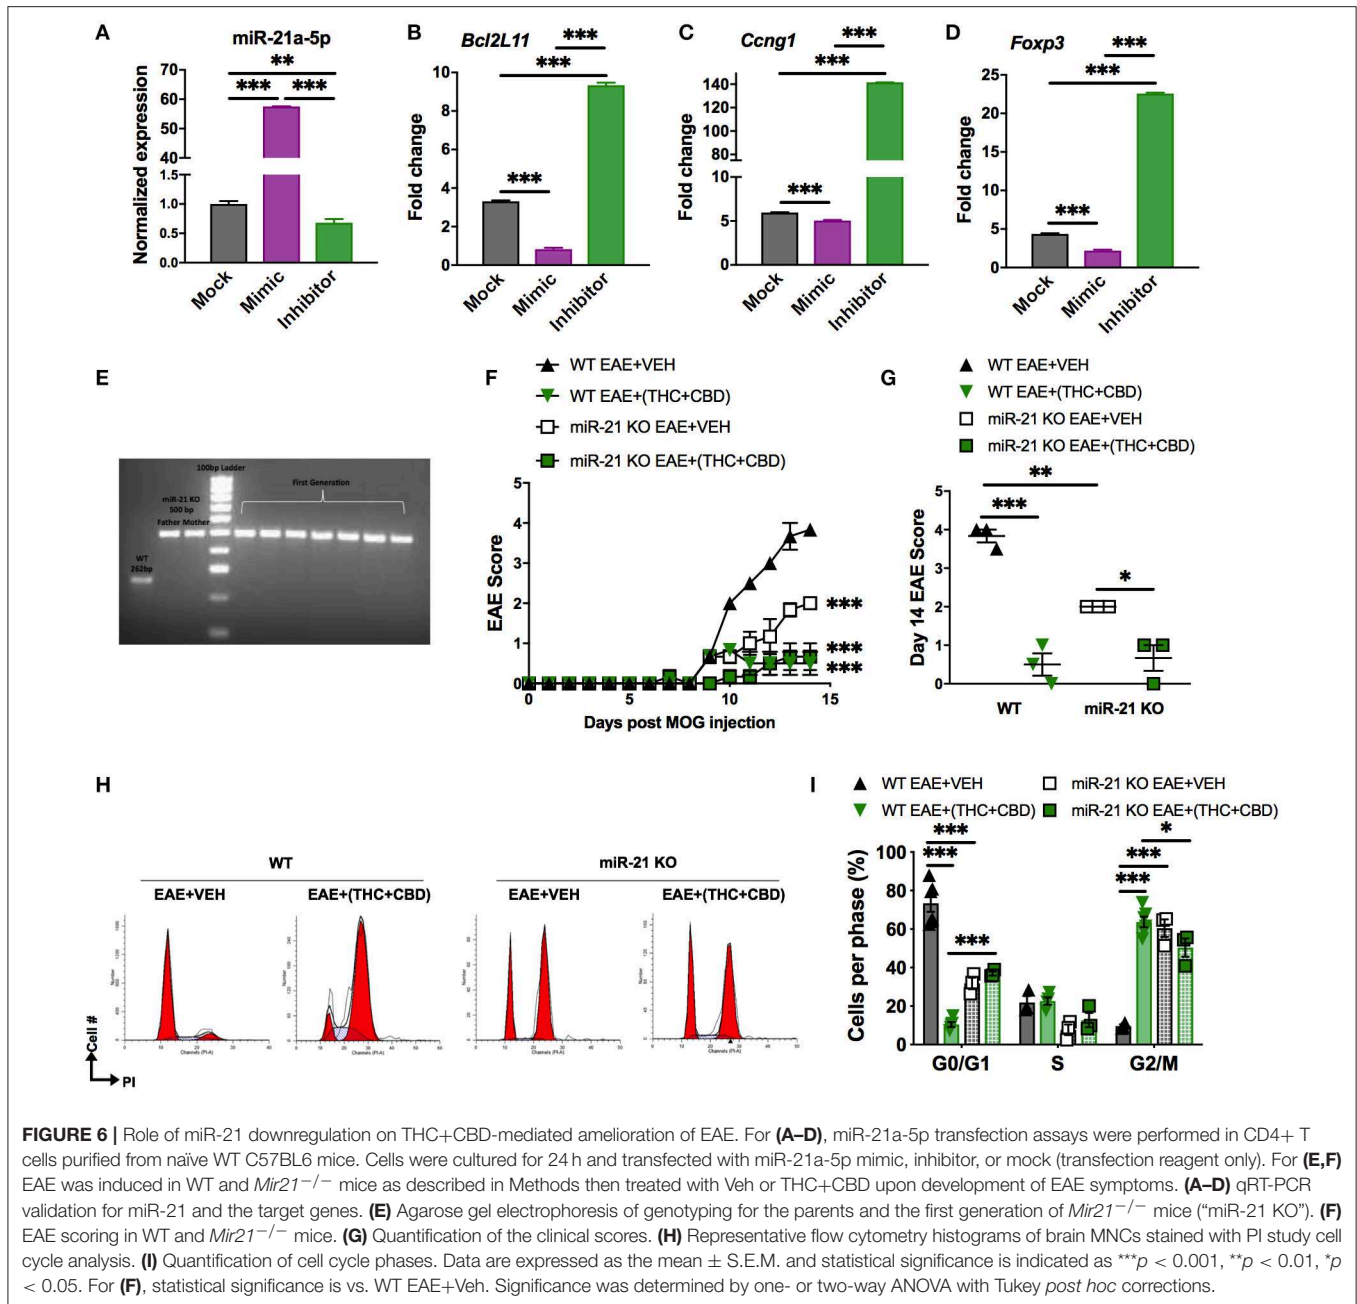 A
miR-21a-5p
**
***
***
Normalized expression
70
60
50
40
1.5
1.0
0.5
0.0
Mock
Mimic
Inhibitor
B
Bcl2L11
***
***
***
Fold change
10
8
6
4
2
0
Mock
Mimic
Inhibitor
C
Ccng1
***
***
***
Fold change
140
120
100
80
10
5
0
Mock
Mimic
Inhibitor
D
Foxp3
***
***
***
Fold change
25
20
15
10
5
0
Mock
Mimic
Inhibitor
E
100bp Ladder
miR-21 KO
500 bp
Father Mother
First Generation
WT
262bp
F
WT EAE+VEH
WT EAE+(THC+CBD)
miR-21 KO EAE+VEH
miR-21 KO EAE+(THC+CBD)
EAE Score
5
4
3
2
1
0
***
***
***
0
5
10
15
Days post MOG injection
G
WT EAE+VEH
WT EAE+(THC+CBD)
miR-21 KO EAE+VEH
miR-21 KO EAE+(THC+CBD)
**
***
*
Day 14 EAE Score
5
4
3
2
1
0
WT
miR-21 KO
H
WT
miR-21 KO
EAE+VEH
EAE+(THC+CBD)
EAE+VEH
EAE+(THC+CBD)
Number
Channels (PI-A)
Number
Channels (PI-A)
Number
Channels (PI-A)
Number
Channels (PI-A)
Cell #
PI
I
WT EAE+VEH
miR-21 KO EAE+VEH
WT EAE+(THC+CBD)
miR-21 KO EAE+(THC+CBD)
***
***
***
*
***
***
Cells per phase (%)
100
80
60
40
20
0
G0/G1
S
G2/M
FIGURE 6 | Role of miR-21 downregulation on THC+CBD-mediated amelioration of EAE. For (A–D), miR-21a-5p transfection assays were performed in CD4+ T
cells purified from naïve WT C57BL6 mice. Cells were cultured for 24 h and transfected with miR-21a-5p mimic, inhibitor, or mock (transfection reagent only). For (E,F)
EAE was induced in WT and Mir21−/− mice as described in Methods then treated with Veh or THC+CBD upon development of EAE symptoms. (A–D) qRT-PCR
validation for miR-21 and the target genes. (E) Agarose gel electrophoresis of genotyping for the parents and the first generation of Mir21−/− mice (“miR-21 KO”). (F)
EAE scoring in WT and Mir21−/− mice. (G) Quantification of the clinical scores. (H) Representative flow cytometry histograms of brain MNCs stained with PI study cell
cycle analysis. (I) Quantification of cell cycle phases. Data are expressed as the mean ± S.E.M. and statistical significance is indicated as ***p < 0.001, **p < 0.01, *p
< 0.05. For (F), statistical significance is vs. WT EAE+Veh. Significance was determined by one- or two-way ANOVA with Tukey post hoc corrections.